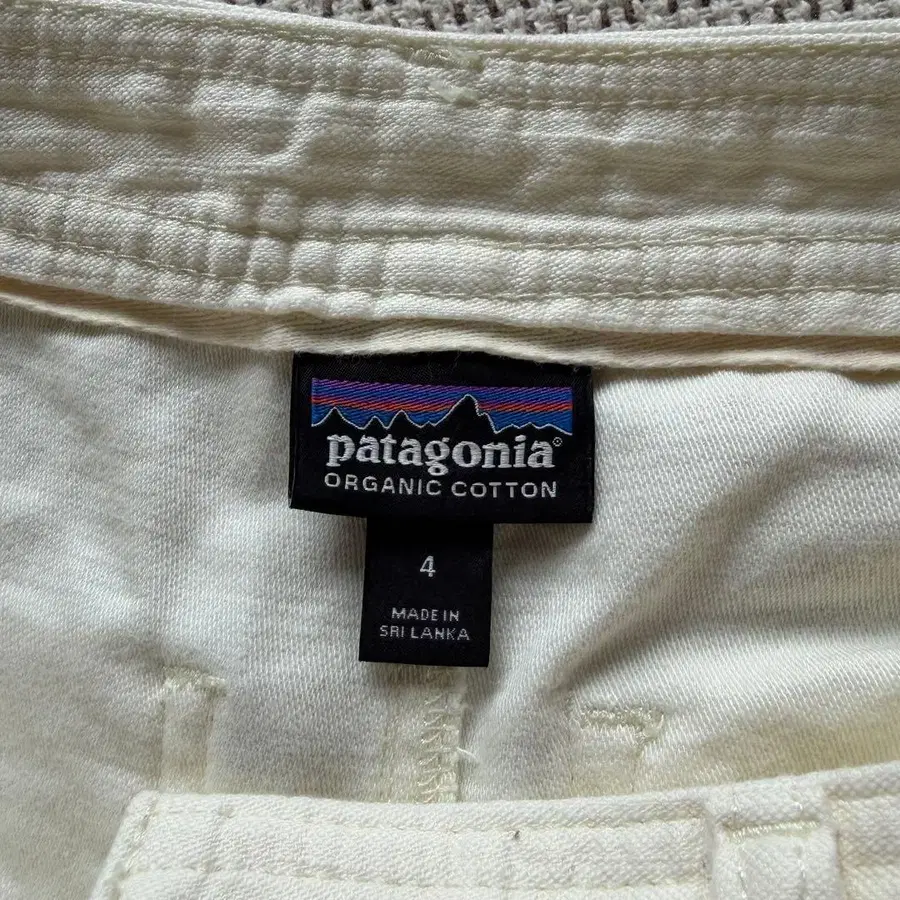 patagonia®
ORGANIC COTTON
4
MADE IN
SRI LANKA